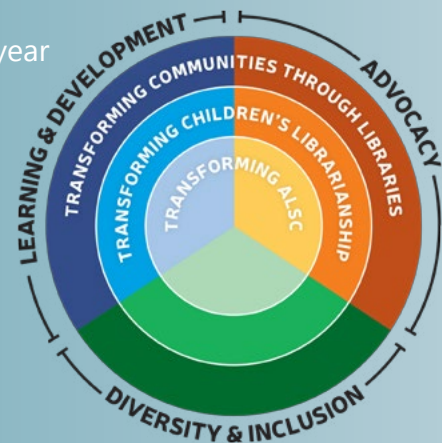 year
LEARNING & DEVELOPMENT
ADVOCACY
TRANSFORMING COMMUNITIES THROUGH LIBRARIES
TRANSFORMING CHILDREN'S LIBRARIANSHIP
TRANSFORMING ALSC
DIVERSITY & INCLUSION